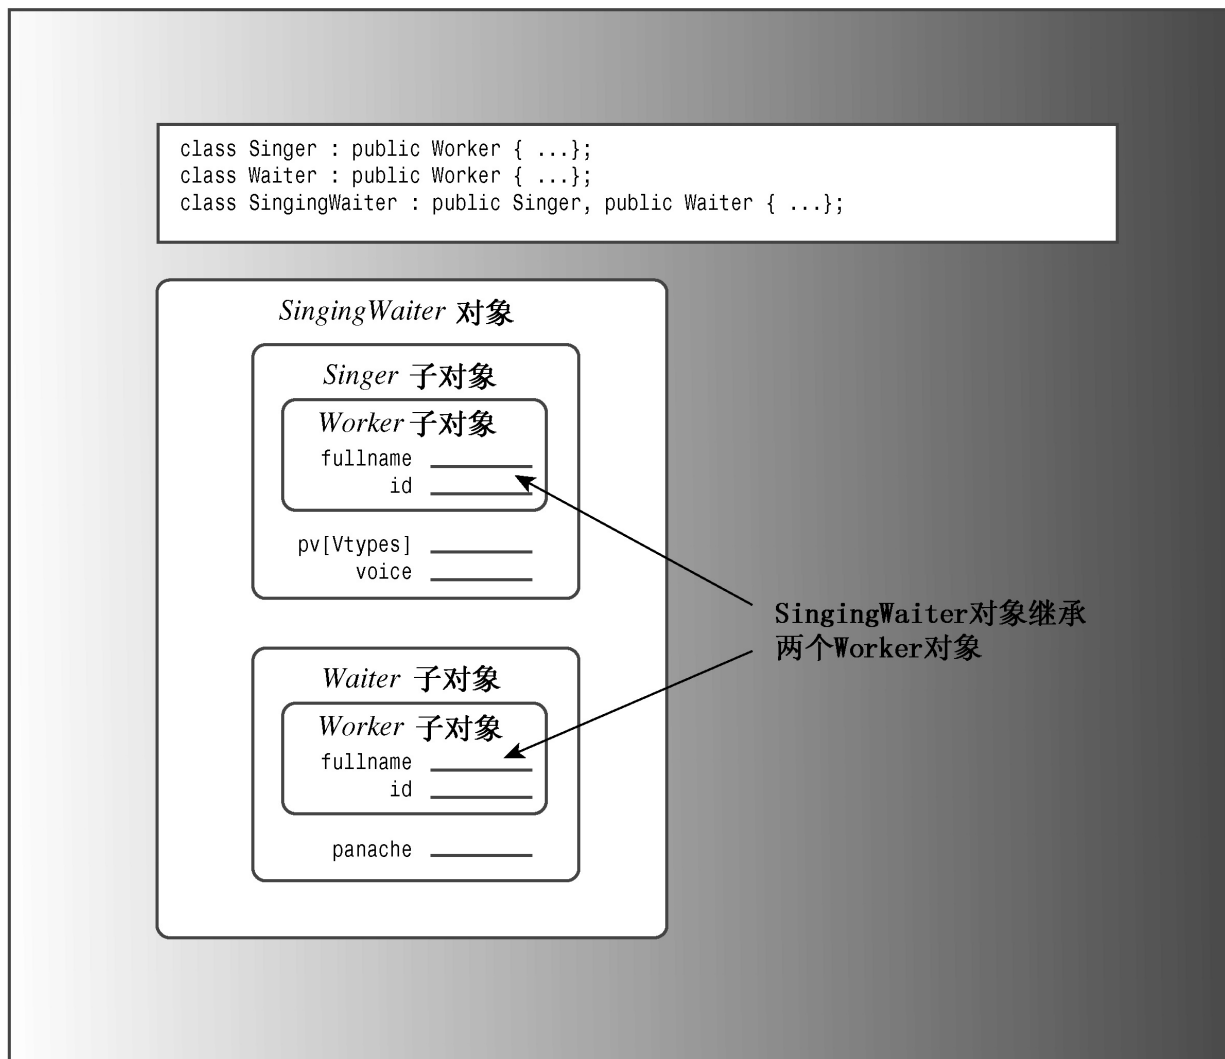 class Singer : public Worker { ...};
class Waiter : public Worker { ...};
class SingingWaiter : public Singer, public Waiter { ...};
SingingWaiter 对象
Singer 子对象
Worker 子对象
fullname
id
pv[Vtypes]
voice
SingingWaiter对象继承
两个Worker对象
Waiter 子对象
Worker 子对象
fullname
id
panache